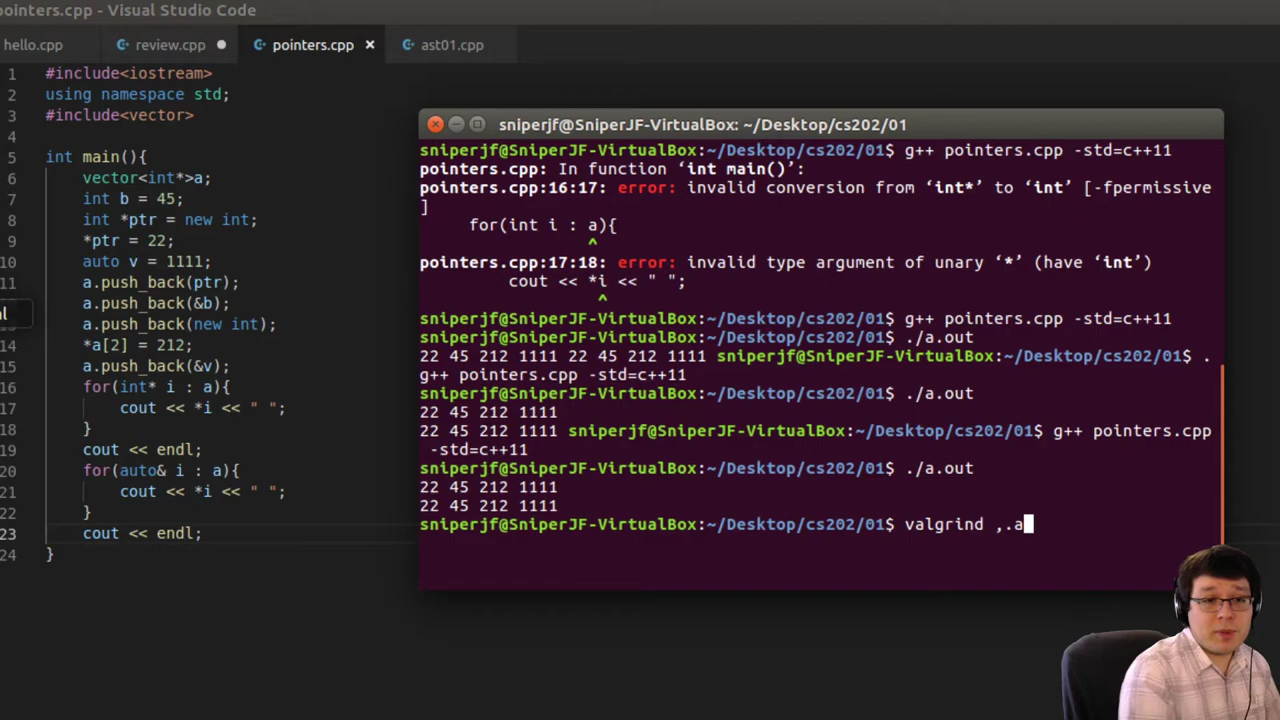 pointers.cpp - Visual Studio Code
hello.cpp
review.cpp
pointers.cpp
ast01.cpp
1 #include<iostream>
2 using namespace std;
3 #include<vector>
4
5 int main(){
6 vector<int*>a;
7 int b = 45;
8 int *ptr = new int;
9 *ptr = 22;
10 auto v = 1111;
11 a.push_back(ptr);
a.push_back(&b);
a.push_back(new int);
14 *a[2] = 212;
15 a.push_back(&v);
16 for(int* i : a){
17 cout << *i << " ";
18 }
19 cout << endl;
20 for(auto& i : a){
21 cout << *i << " ";
22 }
23 cout << endl;
24 }
al
sniperjf@SniperJF-VirtualBox: ~/Desktop/cs202/01
sniperjf@SniperJF-VirtualBox:~/Desktop/cs202/01$ g++ pointers.cpp -std=c++11
pointers.cpp: In function ‘int main()’:
pointers.cpp:16:17: error: invalid conversion from ‘int*’ to ‘int’ [-fpermissive
]
for(int i : a){
^
pointers.cpp:17:18: error: invalid type argument of unary ‘*’ (have ‘int’)
cout << *i << " ";
^
sniperjf@SniperJF-VirtualBox:~/Desktop/cs202/01$ g++ pointers.cpp -std=c++11
sniperjf@SniperJF-VirtualBox:~/Desktop/cs202/01$ ./a.out
22 45 212 1111 22 45 212 1111 sniperjf@SniperJF-VirtualBox:~/Desktop/cs202/01$ .
g++ pointers.cpp -std=c++11
sniperjf@SniperJF-VirtualBox:~/Desktop/cs202/01$ ./a.out
22 45 212 1111
22 45 212 1111 sniperjf@SniperJF-VirtualBox:~/Desktop/cs202/01$ g++ pointers.cpp
-std=c++11
sniperjf@SniperJF-VirtualBox:~/Desktop/cs202/01$ ./a.out
22 45 212 1111
22 45 212 1111
sniperjf@SniperJF-VirtualBox:~/Desktop/cs202/01$ valgrind ,.a